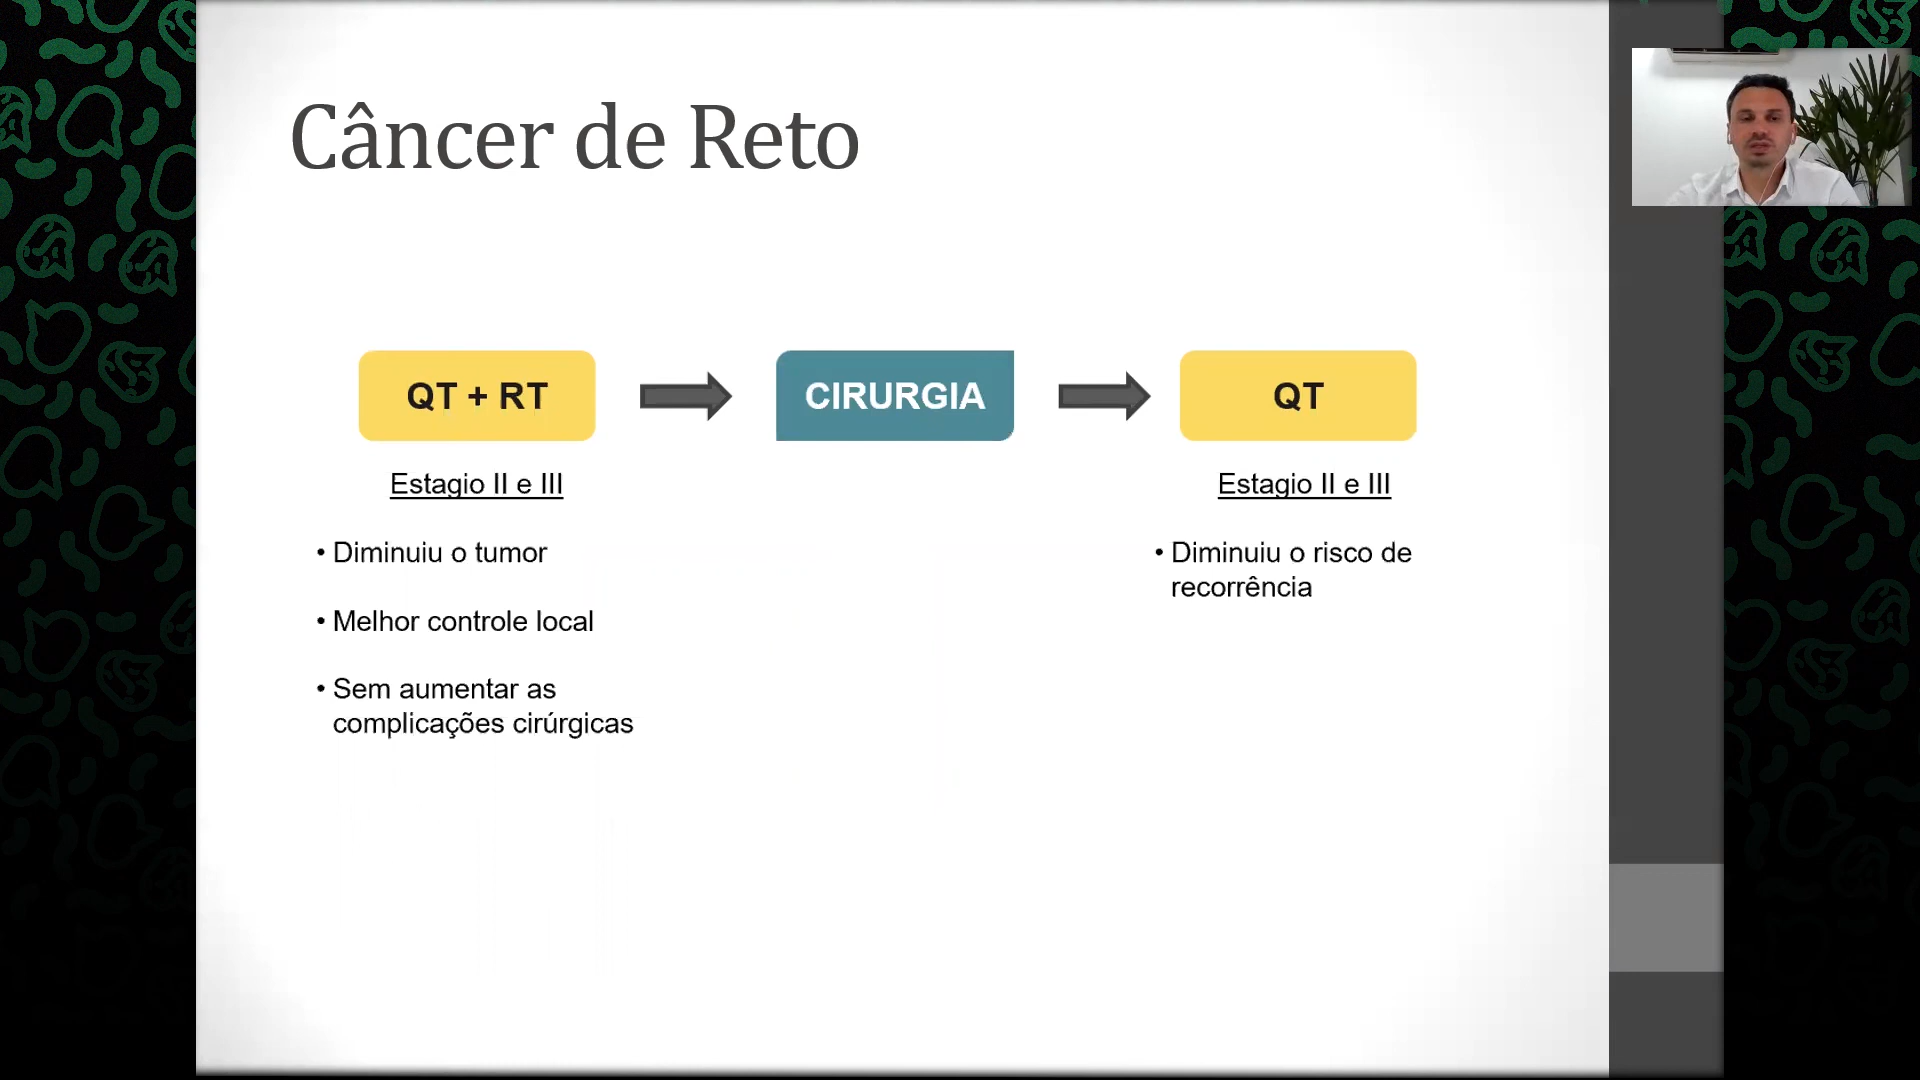 Câncer de Reto
QT + RT
CIRURGIA
QT
Estagio II e III
• Diminuiu o tumor
• Melhor controle local
• Sem aumentar as
complicações cirúrgicas
Estagio II e III
• Diminuiu o risco de
recorrência